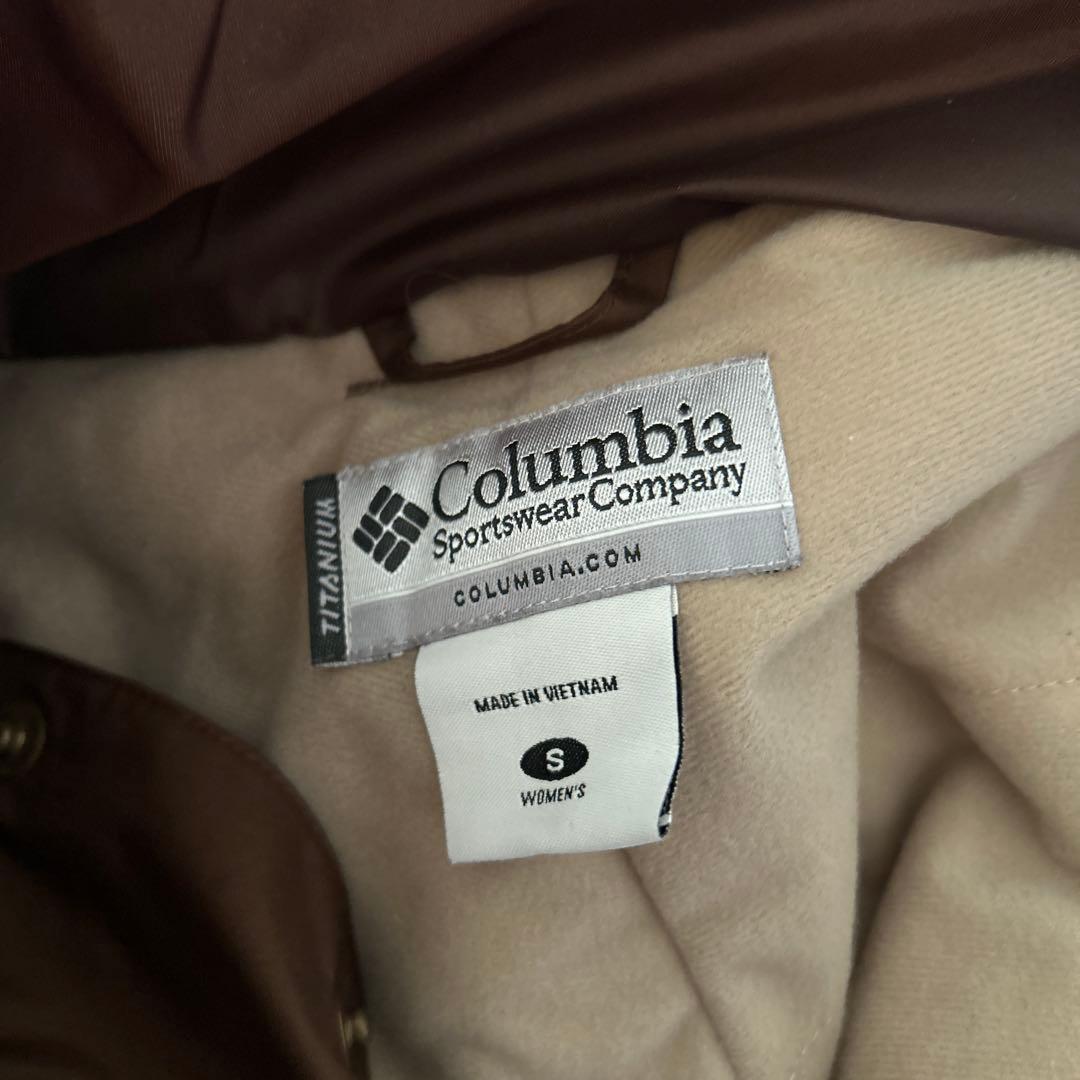 TITANIUM
Columbia
Sportswear Company
COLUMBIA.COM
MADE IN VIETNAM
S
WOMEN'S